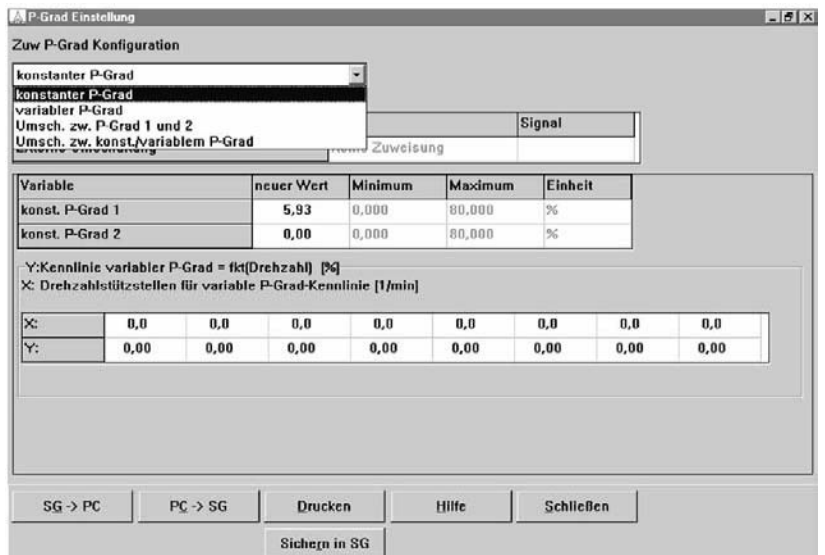 P-Grad Einstellung
Zuw P-Grad Konfiguration
konstanter P-Grad
konstanter P-Grad
variabler P-Grad
Umsch. zw. P-Grad 1 und 2
Umsch. zw. konst./variablem P-Grad
Signal
Zuweisung
Variable neuer Wert Minimum Maximum Einheit
konst. P-Grad 1 5,93 0,000 80,000 %
konst. P-Grad 2 0,00 0,000 80,000 %
Y:Kennlinie variabler P-Grad = fkt(Drehzahl) [%]
X: Drehzahlstützstellen für variable P-Grad-Kennlinie [1/min]
X: 0,0 0,0 0,0 0,0 0,0 0,0 0,0 0,0
Y: 0,00 0,00 0,00 0,00 0,00 0,00 0,00 0,00
SG -> PC PC -> SG Drucken Hilfe Schließen
Sichern in SG